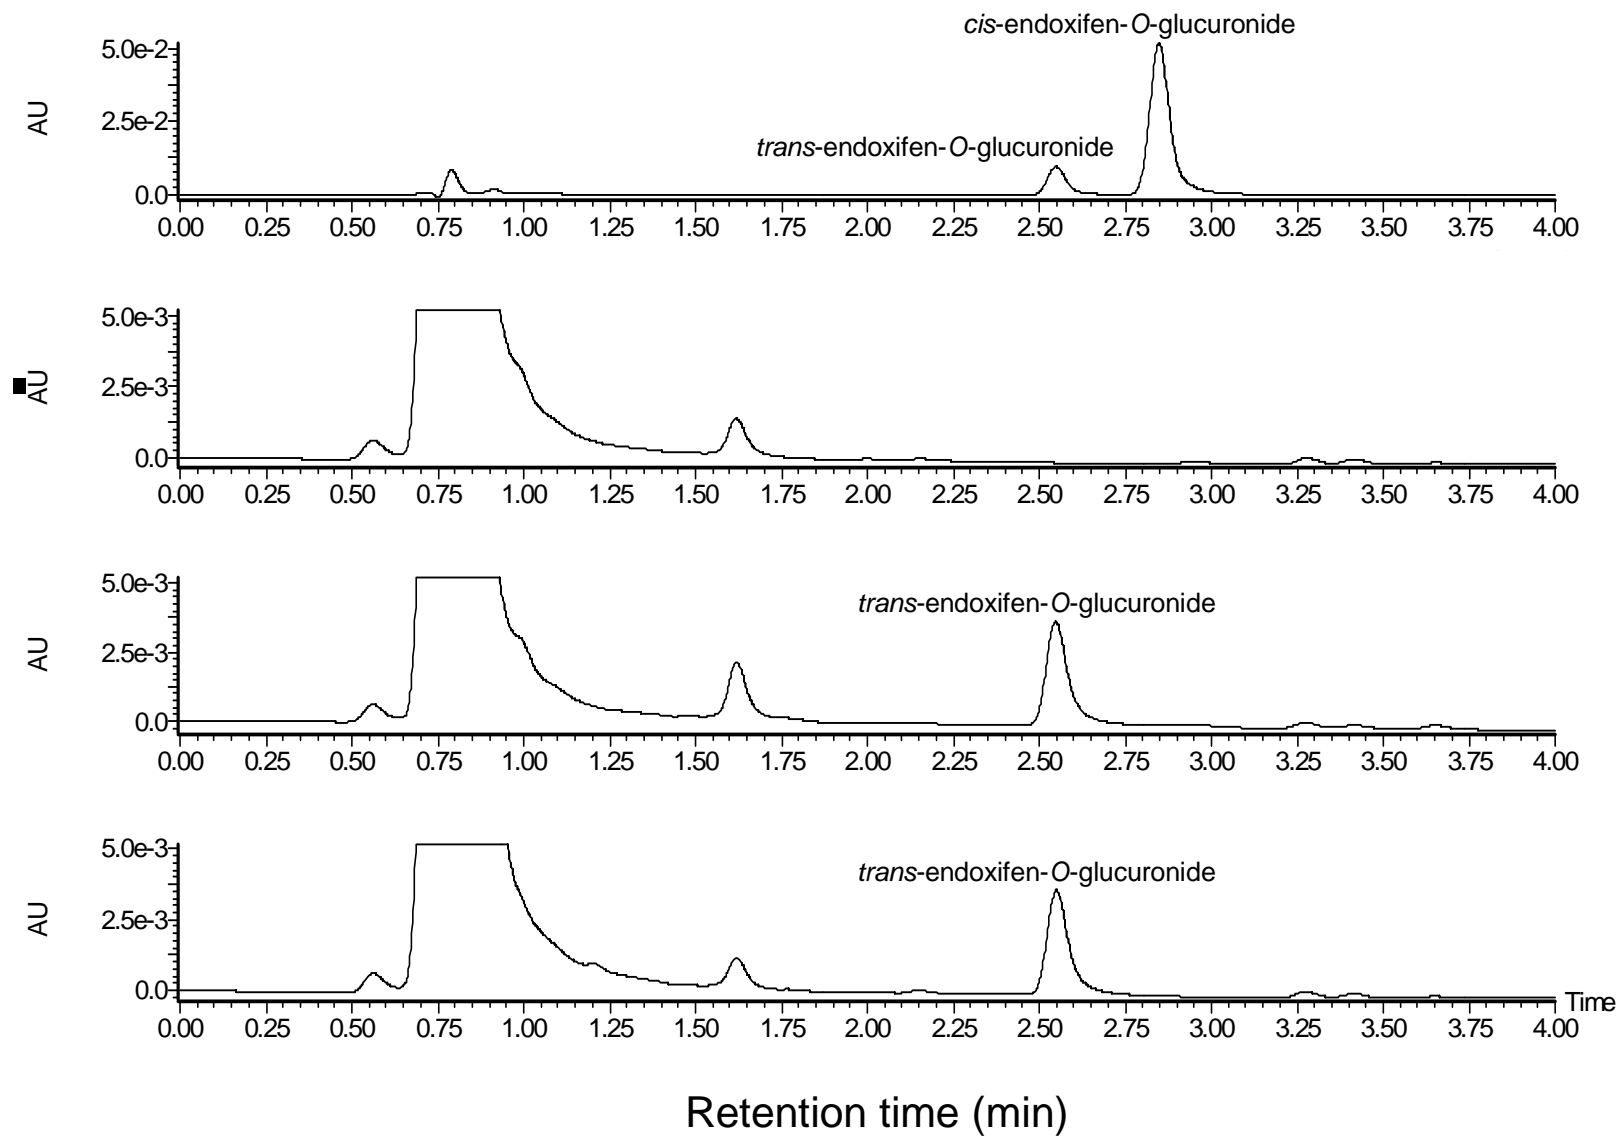 cis-endoxifen-O-glucuronide
5.0e-2
AU
2.5e-2
trans-endoxifen-O-glucuronide
0.0
0.00 0.25 0.50 0.75 1.00 1.25 1.50 1.75 2.00 2.25 2.50 2.75 3.00 3.25 3.50 3.75 4.00
5.0e-3
AU
2.5e-3
0.0
0.00 0.25 0.50 0.75 1.00 1.25 1.50 1.75 2.00 2.25 2.50 2.75 3.00 3.25 3.50 3.75 4.00
5.0e-3
trans-endoxifen-O-glucuronide
AU
2.5e-3
0.0
0.00 0.25 0.50 0.75 1.00 1.25 1.50 1.75 2.00 2.25 2.50 2.75 3.00 3.25 3.50 3.75 4.00
5.0e-3
trans-endoxifen-O-glucuronide
AU
2.5e-3
0.0
Time
0.00 0.25 0.50 0.75 1.00 1.25 1.50 1.75 2.00 2.25 2.50 2.75 3.00 3.25 3.50 3.75 4.00
Retention time (min)